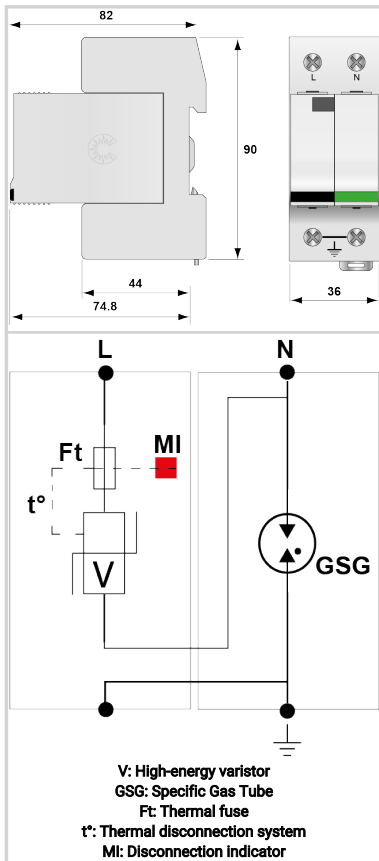 82
L
N
90
44
74.8
36
L
N
Ft
MI
t°
V
GSG
V: High-energy varistor
GSG: Specific Gas Tube
Ft: Thermal fuse
t°: Thermal disconnection system
MI: Disconnection indicator